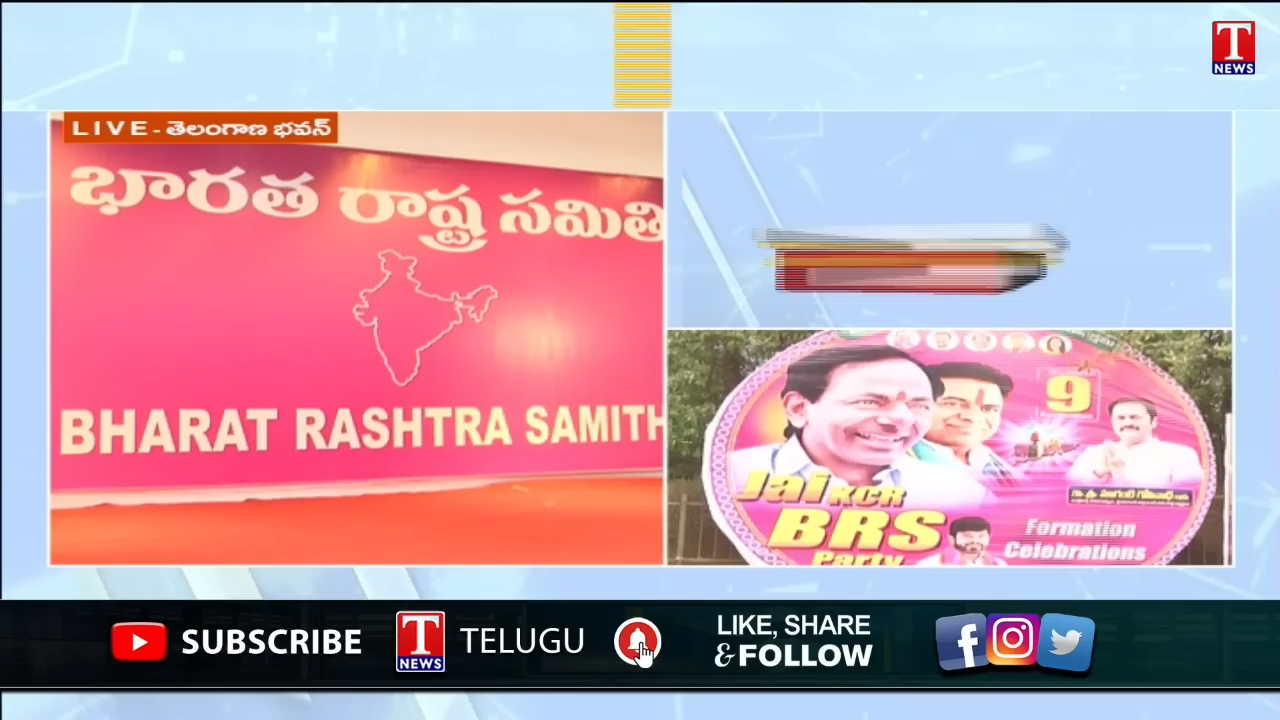 T
NEWS
LIVE - తెలంగాణ భవన్
భారత రాష్ట్ర సమితి
BHARAT RASHTRA SAMITH
9
Jai KCR
BRS
Party
Formation
Celebrations
SUBSCRIBE
T
NEWS
TELUGU
LIKE, SHARE
& FOLLOW